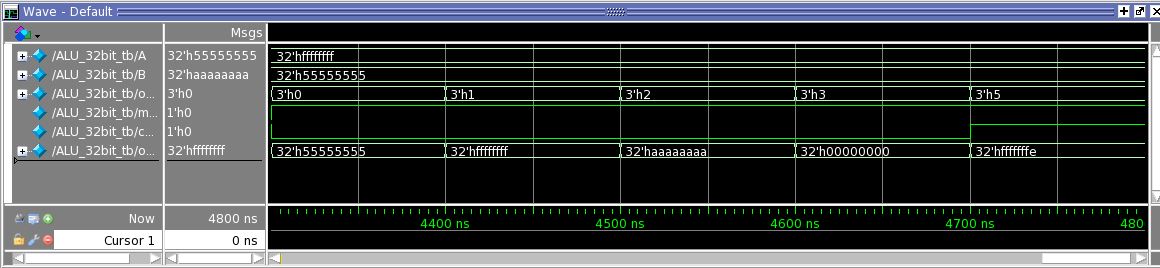 Wave - Default
Msgs
/ALU_32bit_tb/A 32'h55555555 32'hffffffff
/ALU_32bit_tb/B 32'haaaaaaaa 32'h55555555
/ALU_32bit_tb/o... 3'h0 3'h0 3'h1 3'h2 3'h3 3'h5
/ALU_32bit_tb/m... 1'h0
/ALU_32bit_tb/c... 1'h0
/ALU_32bit_tb/o... 32'hffffffff 32'h55555555 32'hffffffff 32'haaaaaaaa 32'h00000000 32'hfffffffe
Now 4800 ns 4400 ns 4500 ns 4600 ns 4700 ns 480
Cursor 1 0 ns